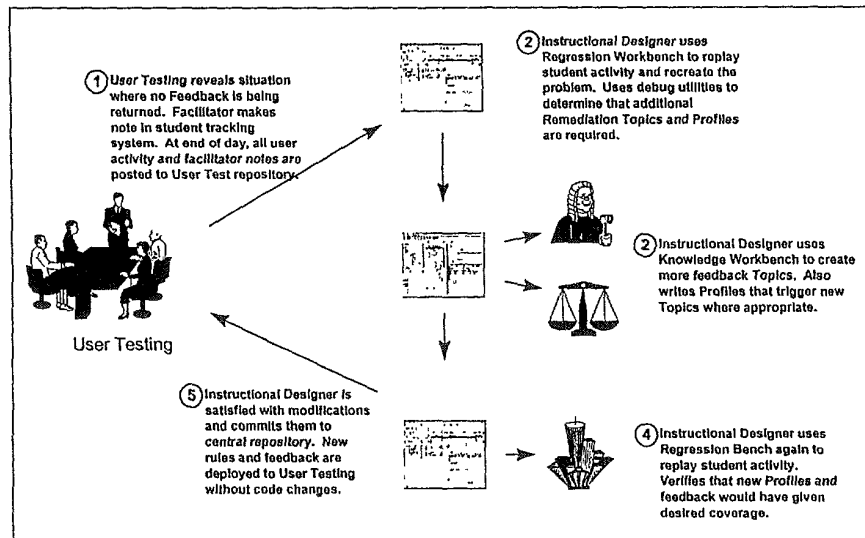 1 User Testing reveals situation
where no Feedback is being
returned. Facilitator makes
note in student tracking
system. At end of day, all user
activity and facilitator notes are
posted to User Test repository.
2 Instructional Designer uses
Regression Workbench to replay
student activity and recreate the
problem. Uses debug utilities to
determine that additional
Remediation Topics and Profiles
are required.
2 Instructional Designer uses
Knowledge Workbench to create
more feedback Topics. Also
writes Profiles that trigger new
Topics where appropriate.
User Testing
5 Instructional Designer is
satisfied with modifications
and commits them to
central repository. New
rules and feedback are
deployed to User Testing
without code changes.
4 Instructional Designer uses
Regression Bench again to
replay student activity.
Verifies that new Profiles and
feedback would have given
desired coverage.